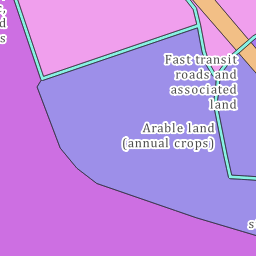 d
s
Fast transit
roads and
associated
land
Arable land
(annual crops)
s